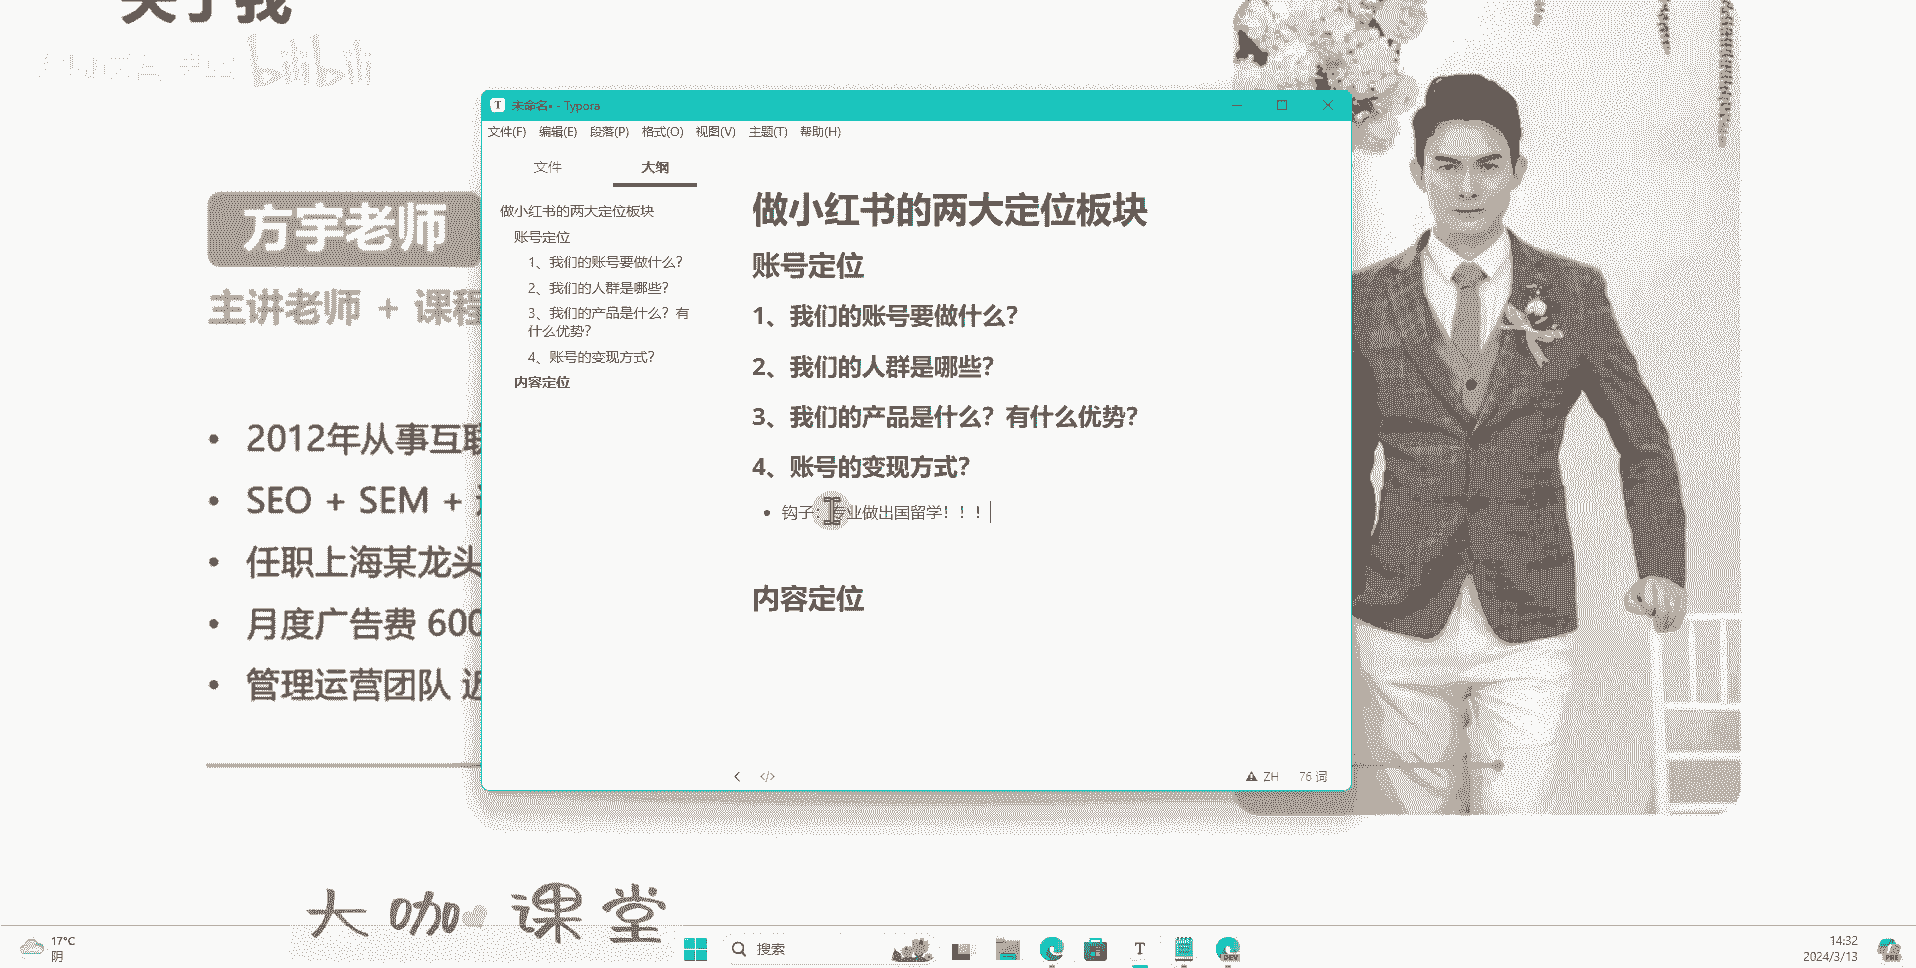 关于我
bilibili
方宇老师
主讲老师 + 课程
• 2012年从事互联
• SEO + SEM +
• 任职上海某龙头
• 月度广告费 600
• 管理运营团队 近
未命名• - Typora
文件(F) 编辑(E) 段落(P) 格式(O) 视图(V) 主题(T) 帮助(H)
文件 大纲
做小红书的两大定位板块
账号定位
1、我们的账号要做什么？
2、我们的人群是哪些？
3、我们的产品是什么？有
什么优势？
4、账号的变现方式？
内容定位
做小红书的两大定位板块
账号定位
1、我们的账号要做什么？
2、我们的人群是哪些？
3、我们的产品是什么？有什么优势？
4、账号的变现方式？
• 钩子：专业做出国留学！！！
内容定位
</> ZH 76 词
大咖课堂
17°C
阴
搜索
T
DEV
14:32
2024/3/13
PRE